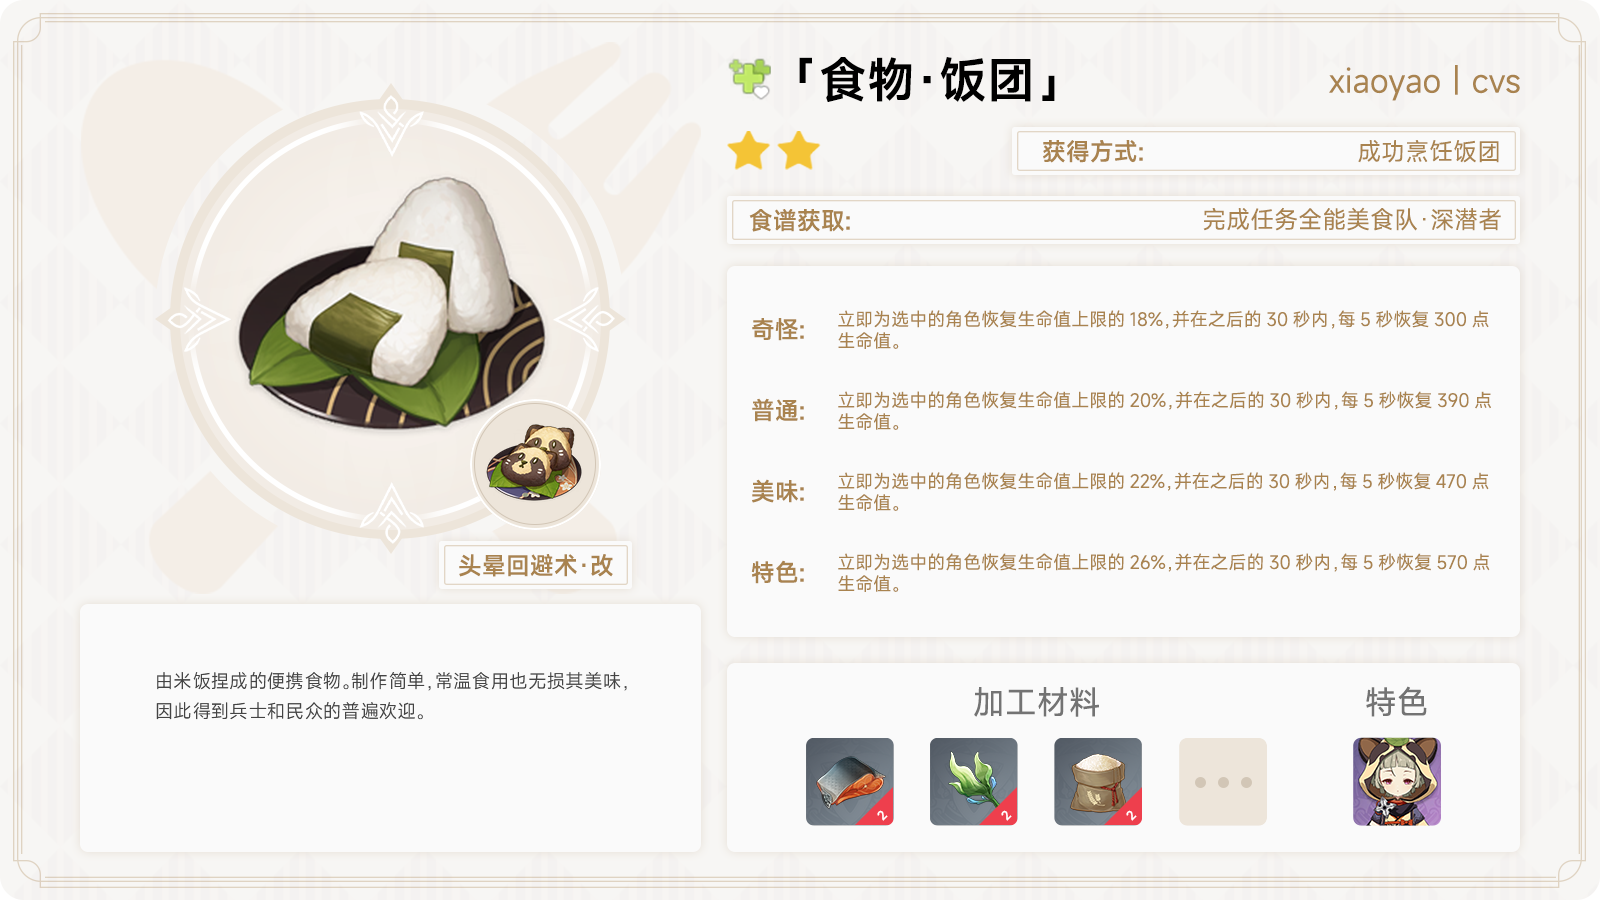 「食物·饭团」
xiaoyao | cvs
获得方式: 成功烹饪饭团
食谱获取: 完成任务全能美食队·深潜者
奇怪: 立即为选中的角色恢复生命值上限的 18%,并在之后的 30 秒内,每 5 秒恢复 300 点
生命值。
普通: 立即为选中的角色恢复生命值上限的 20%,并在之后的 30 秒内,每 5 秒恢复 390 点
生命值。
美味: 立即为选中的角色恢复生命值上限的 22%,并在之后的 30 秒内,每 5 秒恢复 470 点
生命值。
特色: 立即为选中的角色恢复生命值上限的 26%,并在之后的 30 秒内,每 5 秒恢复 570 点
生命值。
头晕回避术·改
由米饭捏成的便携食物。制作简单,常温食用也无损其美味,
因此得到兵士和民众的普遍欢迎。
加工材料
特色
2
2
2